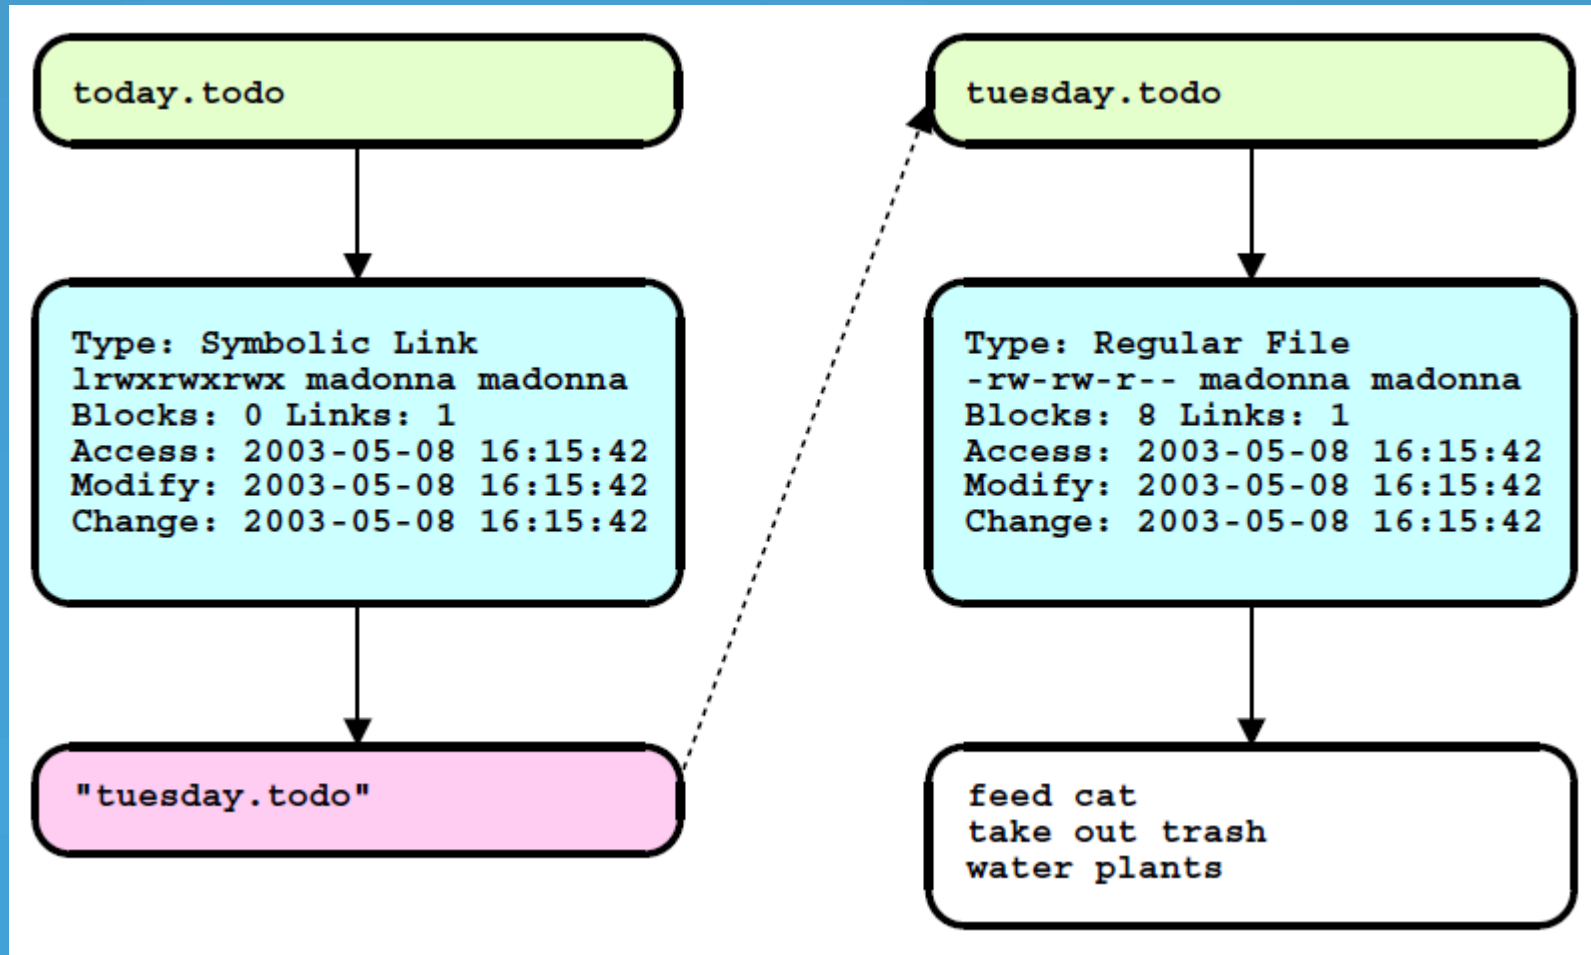 today.todo
Type: Symbolic Link
lrwxrwxrwx madonna madonna
Blocks: 0 Links: 1
Access: 2003-05-08 16:15:42
Modify: 2003-05-08 16:15:42
Change: 2003-05-08 16:15:42
"tuesday.todo"
tuesday.todo
Type: Regular File
-rw-rw-r-- madonna madonna
Blocks: 8 Links: 1
Access: 2003-05-08 16:15:42
Modify: 2003-05-08 16:15:42
Change: 2003-05-08 16:15:42
feed cat
take out trash
water plants